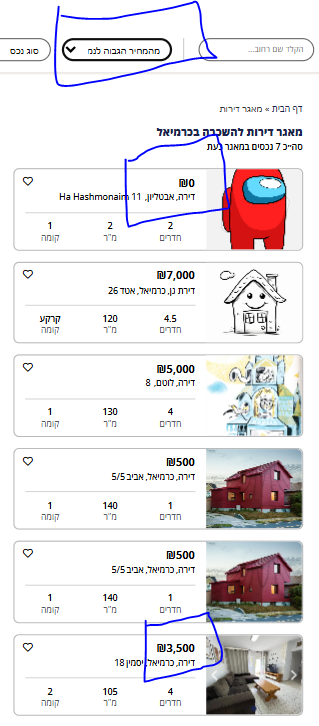 הקלד שם רחוב...
מהמחיר הגבוה לנמ
סוג נכס
דף הבית » מאגר דירות
מאגר דירות להשכרה בכרמיאל
סה״כ 7 נכסים במאגר כעת
₪0
דירה, אבטליון, Ha Hashmonaim 11
2 2 1
חדרים מ״ר קומה
₪7,000
דירת גן, כרמיאל, אטד 26
4.5 120 קרקע
חדרים מ״ר קומה
₪5,000
דירה, לוטם, 8
4 130 1
חדרים מ״ר קומה
₪500
דירה, כרמיאל, אביב 5/5
1 140 1
חדרים מ״ר קומה
₪500
דירה, כרמיאל, אביב 5/5
1 140 1
חדרים מ״ר קומה
₪3,500
דירה, כרמיאל, יסמין 18
4 105 2
חדרים מ״ר קומה